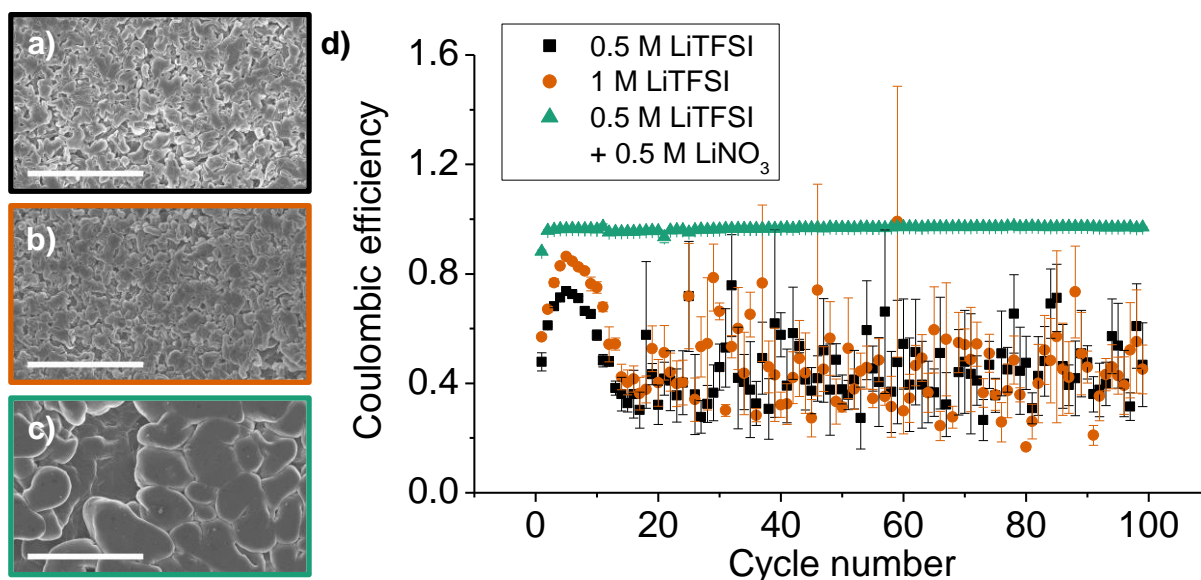 a)
b)
c)
d)
0.5 M LiTFSI
1 M LiTFSI
0.5 M LiTFSI
+ 0.5 M LiNO₃
Coulombic efficiency
1.6
1.2
0.8
0.4
0.0
0 20 40 60 80 100
Cycle number